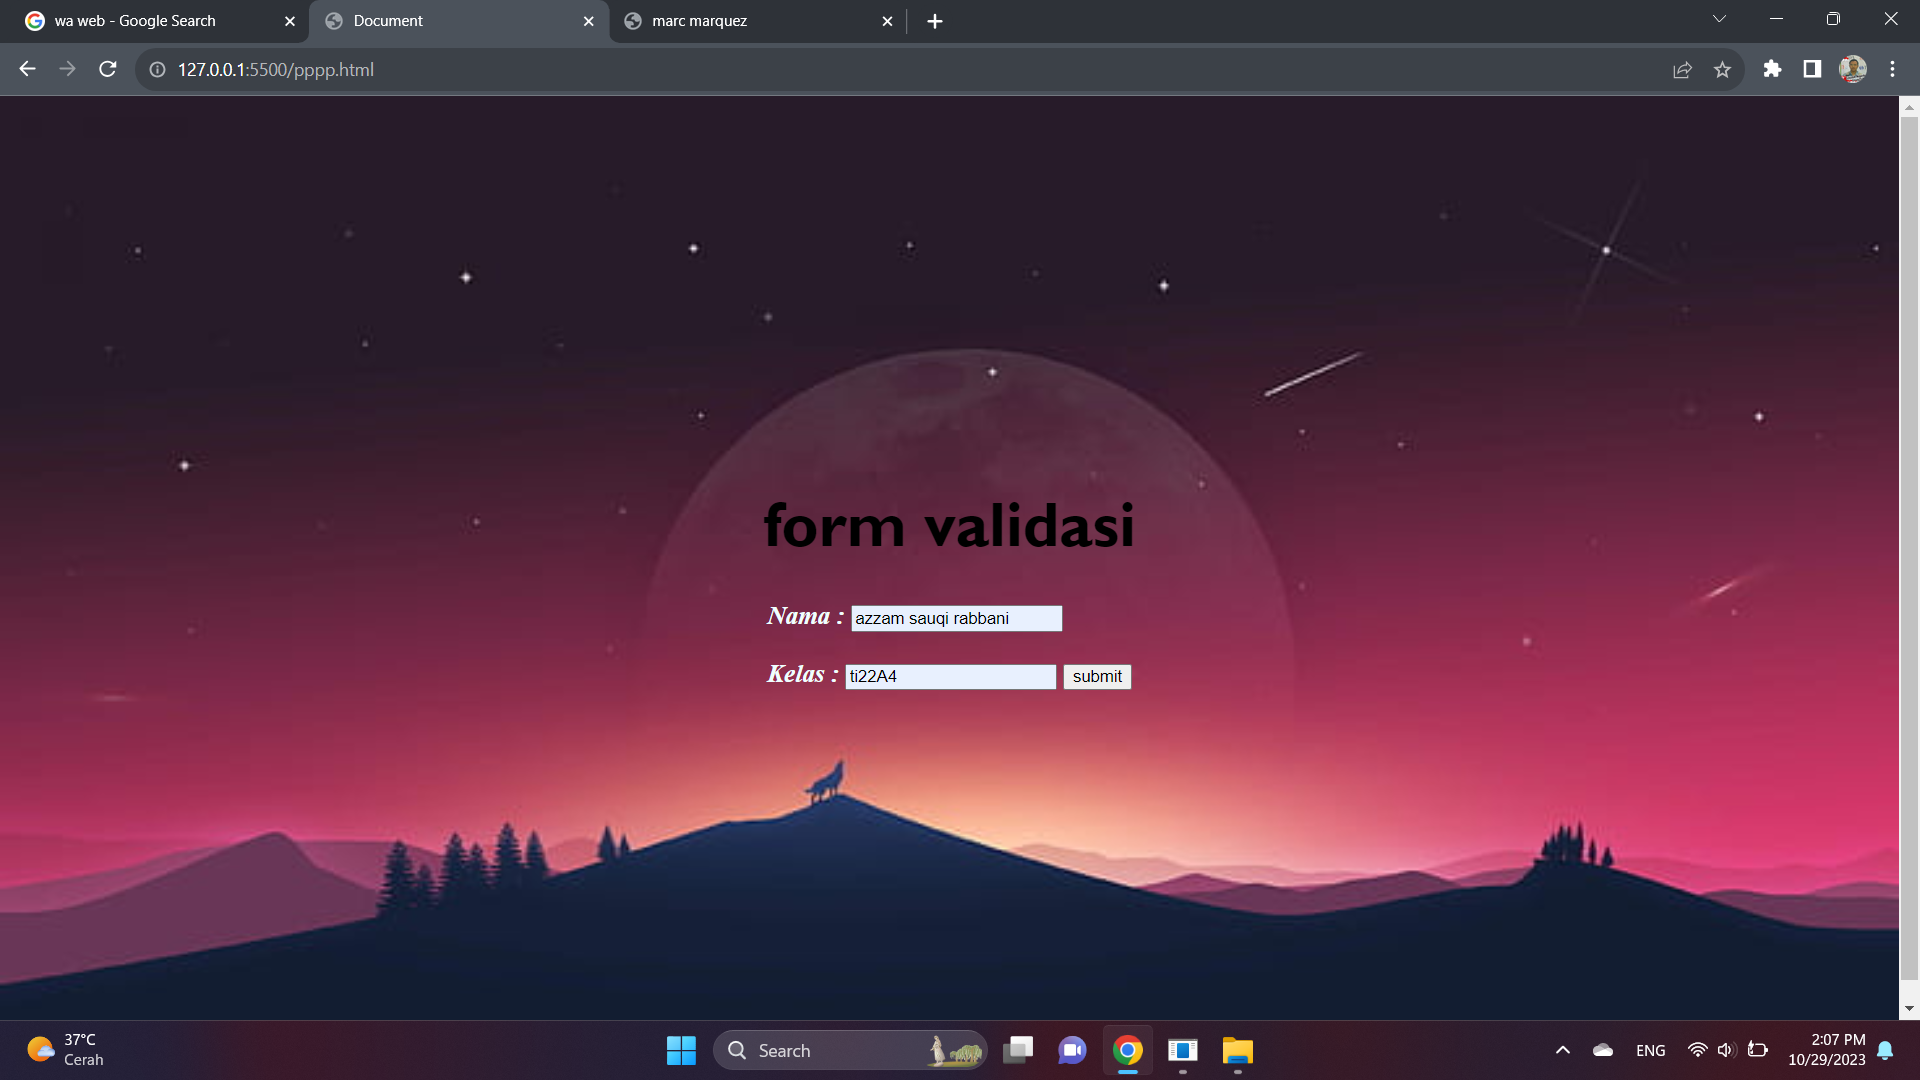 wa web - Google Search
Document
marc marquez
127.0.0.1:5500/pppp.html
form validasi
Nama : azzam sauqi rabbani
Kelas : ti22A4 submit
37°C
Cerah
Search
ENG
2:07 PM
10/29/2023